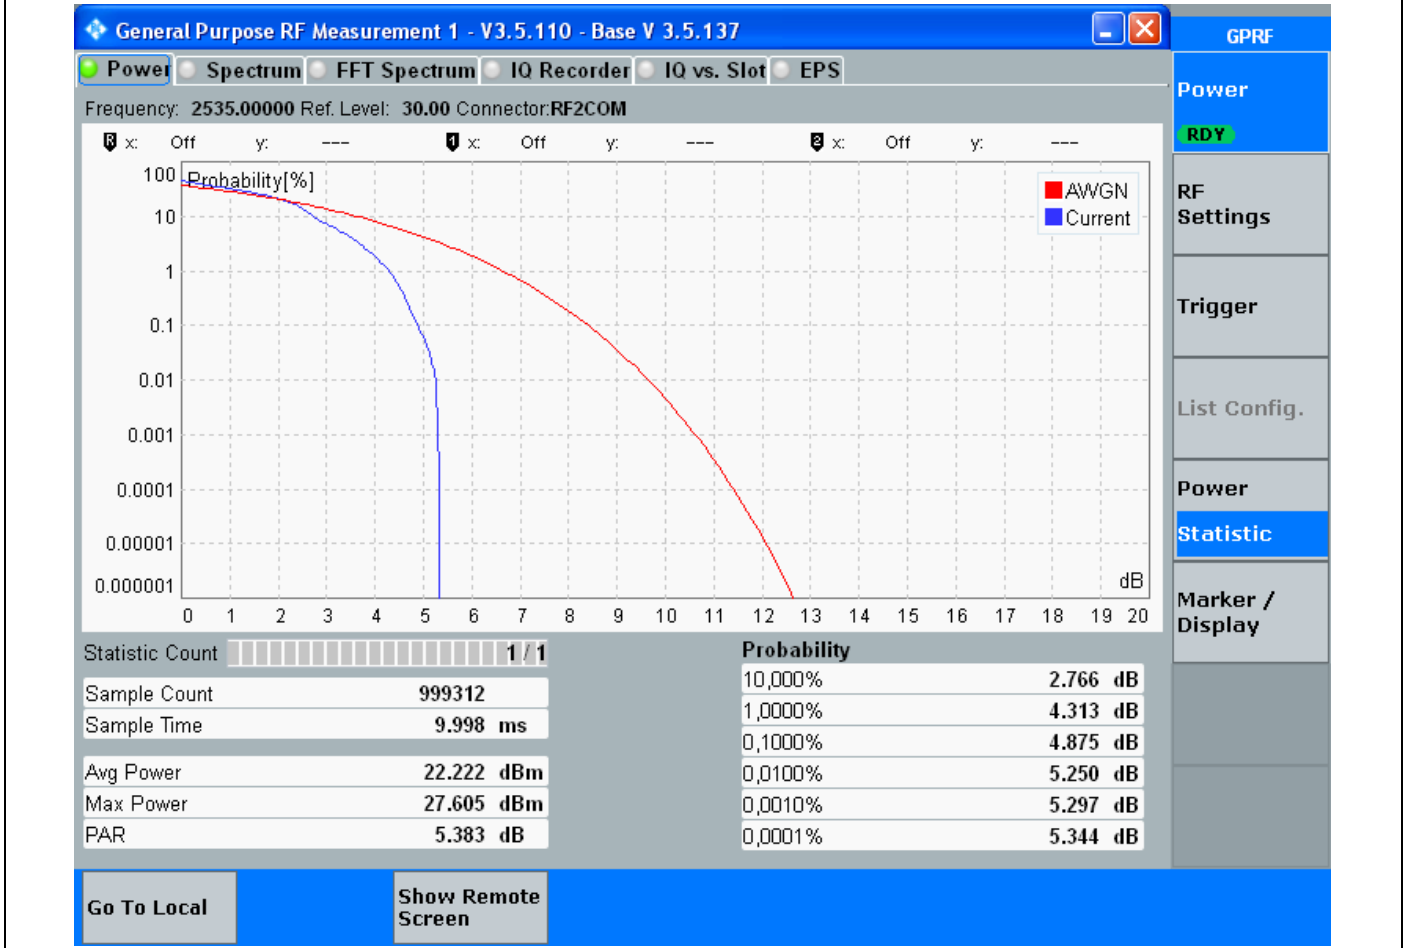 General Purpose RF Measurement 1 - V3.5.110 - Base V 3.5.137
GPRF
Power Spectrum FFT Spectrum IQ Recorder IQ vs. Slot EPS
Frequency: 2535.00000 Ref. Level: 30.00 Connector:RF2COM
R x: Off y: --- 1 x: Off y: --- 2 x: Off y: ---
Probability[%]
100
10
1
0.1
0.01
0.001
0.0001
0.00001
0.000001
AWGN
Current
dB
0 1 2 3 4 5 6 7 8 9 10 11 12 13 14 15 16 17 18 19 20
Statistic Count 1 / 1
Sample Count 999312
Sample Time 9.998 ms
Avg Power 22.222 dBm
Max Power 27.605 dBm
PAR 5.383 dB
Probability
10,000% 2.766 dB
1,0000% 4.313 dB
0,1000% 4.875 dB
0,0100% 5.250 dB
0,0010% 5.297 dB
0,0001% 5.344 dB
Power
RDY
RF
Settings
Trigger
List Config.
Power
Statistic
Marker /
Display
Go To Local
Show Remote
Screen